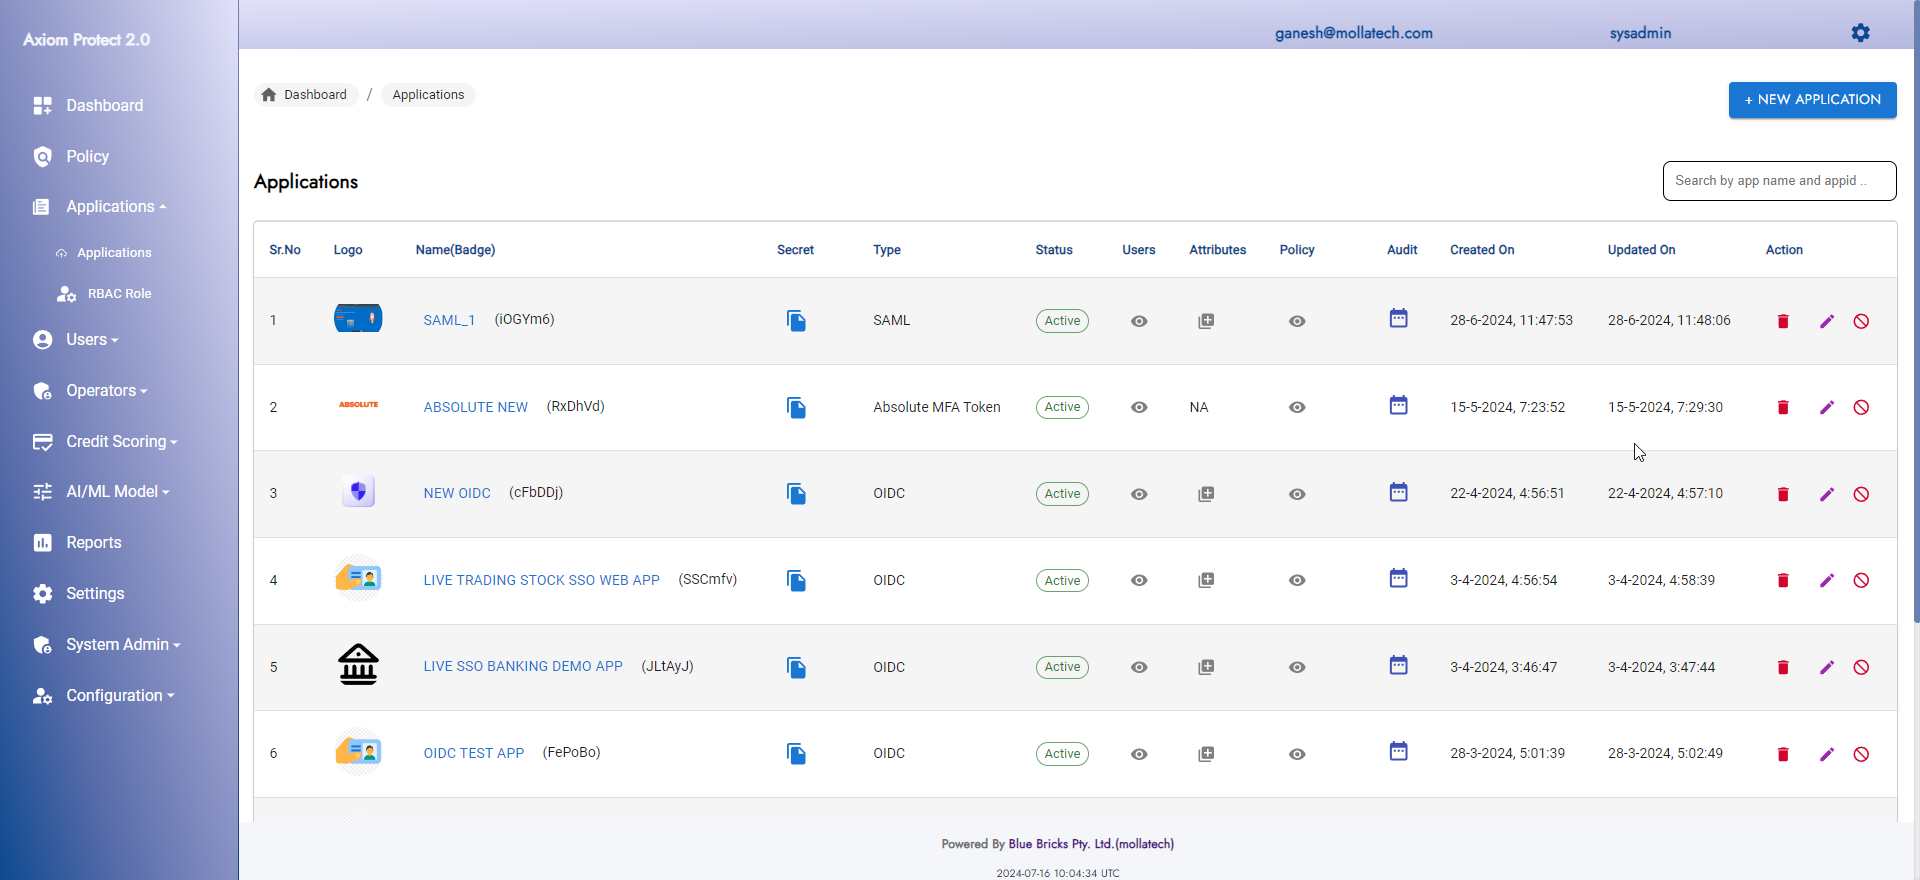 Axiom Protect 2.0
ganesh@mollatech.com
sysadmin
Dashboard
Policy
Applications
Applications
RBAC Role
Users
Operators
Credit Scoring
AI/ML Model
Reports
Settings
System Admin
Configuration
Dashboard / Applications
+ NEW APPLICATION
Applications
Search by app name and appid ..
Sr.No Logo Name(Badge) Secret Type Status Users Attributes Policy Audit Created On Updated On Action
1 SAML_1 (iOGYm6) SAML Active 28-6-2024, 11:47:53 28-6-2024, 11:48:06
2 ABSOLUTE ABSOLUTE NEW (RxDhVd) Absolute MFA Token Active NA 15-5-2024, 7:23:52 15-5-2024, 7:29:30
3 NEW OIDC (cFbDDj) OIDC Active 22-4-2024, 4:56:51 22-4-2024, 4:57:10
4 LIVE TRADING STOCK SSO WEB APP (SSCmfv) OIDC Active 3-4-2024, 4:56:54 3-4-2024, 4:58:39
5 LIVE SSO BANKING DEMO APP (JLtAyJ) OIDC Active 3-4-2024, 3:46:47 3-4-2024, 3:47:44
6 OIDC TEST APP (FePoBo) OIDC Active 28-3-2024, 5:01:39 28-3-2024, 5:02:49
Powered By Blue Bricks Pty. Ltd.(mollatech)
2024-07-16 10:04:34 UTC